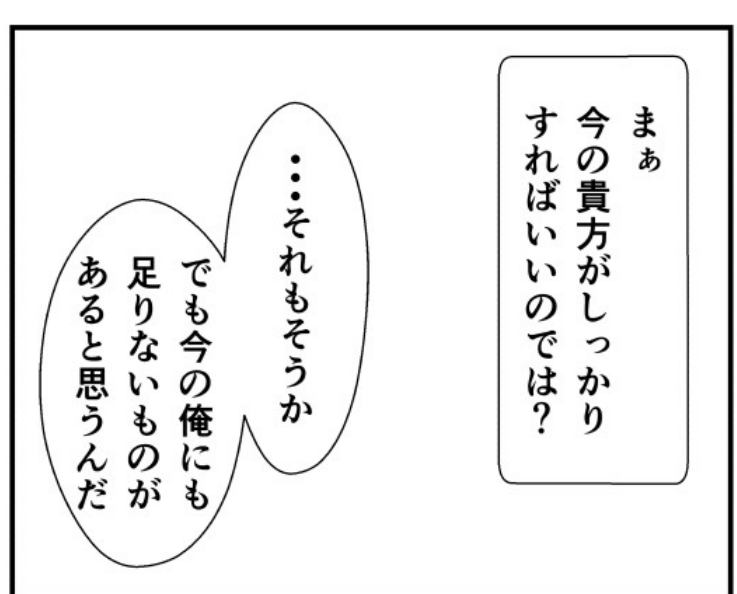 まぁ
今の貴方がしっかり
すればいいのでは?
…それもそうか
でも今の俺にも
足りないものが
あると思うんだ